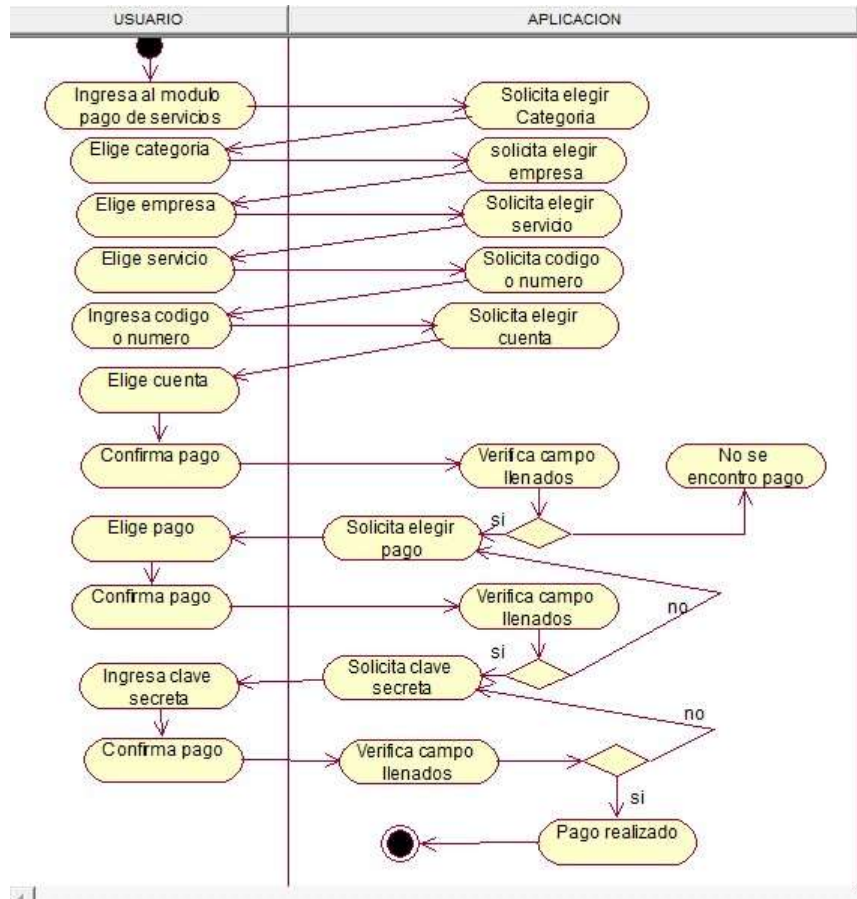 USUARIO
APLICACION
Ingresa al modulo
pago de servicios
Solicita elegir
Categoria
Elige categoria
solicita elegir
empresa
Elige empresa
Solicita elegir
servicio
Elige servicio
Solicita codigo
o numero
Ingresa codigo
o numero
Solicita elegir
cuenta
Elige cuenta
Confirma pago
Verifica campo
llenados
No se
encontro pago
Elige pago
Solicita elegir
pago
si
Confirma pago
Verifica campo
llenados
no
Ingresa clave
secreta
Solicita clave
secreta
si
no
Confirma pago
Verifica campo
llenados
si
Pago realizado